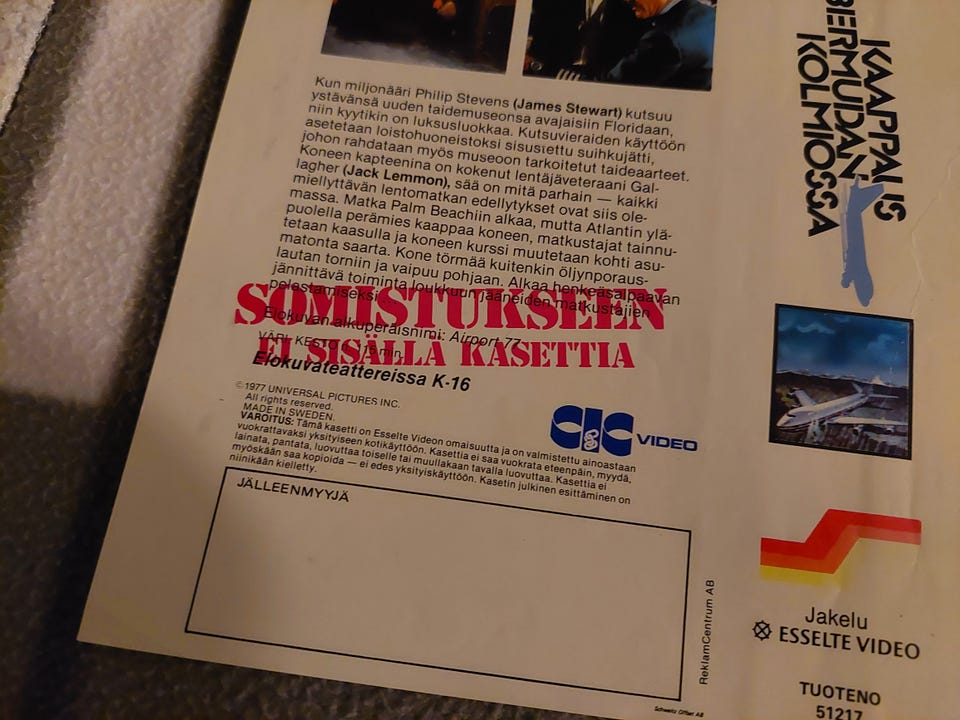 Kun miljonääri Philip Stevens (James Stewart) kutsuu
ystävänsä uuden taidemuseonsa avajaisiin Floridaan,
niin kyytikin on luksusluokkaa. Kutsuvieraiden käyttöön
asetetaan loistohuoneistoksi sisustettu suihkujätti,
johon rahdataan myös museoon tarkoitetut taideaarteet.
Koneen kapteenina on kokenut lentäjäveteraani Gal-
lagher (Jack Lemmon), sää on mitä parhain — kaikki
miellyttävän lentomatkan edellytykset ovat siis ole-
massa. Matka Palm Beachiin alkaa, mutta Atlantin ylä-
puolella perämies kaappaa koneen, matkustajat tainnu-
tetaan kaasulla ja koneen kurssi muutetaan kohti asu-
matonta saarta. Kone törmää kuitenkin öljynporaus-
lautan torniin ja vaipuu pohjaan. Alkaa henkeäsalpaavan
jännittävä toiminta loukkuun jääneiden matkustajien
pelastamiseksi
SOMISTUKSEEN
Elokuvan alkuperäisnimi: Airport 77
VÄRI, KESTO min.
EI SISÄLLÄ KASETTIA
Elokuvateattereissa K-16
©1977 UNIVERSAL PICTURES INC.
All rights reserved.
MADE IN SWEDEN.
VAROITUS: Tämä kasetti on Esselte Videon omaisuutta ja on valmistettu ainoastaan
vuokrattavaksi yksityiseen kotikäyttöön. Kasettia ei saa vuokrata eteenpäin, myydä,
lainata, pantata, luovuttaa toiselle tai muullakaan tavalla luovuttaa. Kasettia ei
myöskään saa kopioida — ei edes yksityiskäyttöön. Kasetin julkinen esittäminen on
niinikään kielletty.
CIC VIDEO
JÄLLEENMYYJÄ
ReklamCentrum AB
Schweitz Offset AB
KAAPPAUS
BERMUDAN
KOLMIOSSA
Jakelu
ESSELTE VIDEO
TUOTENO
51217